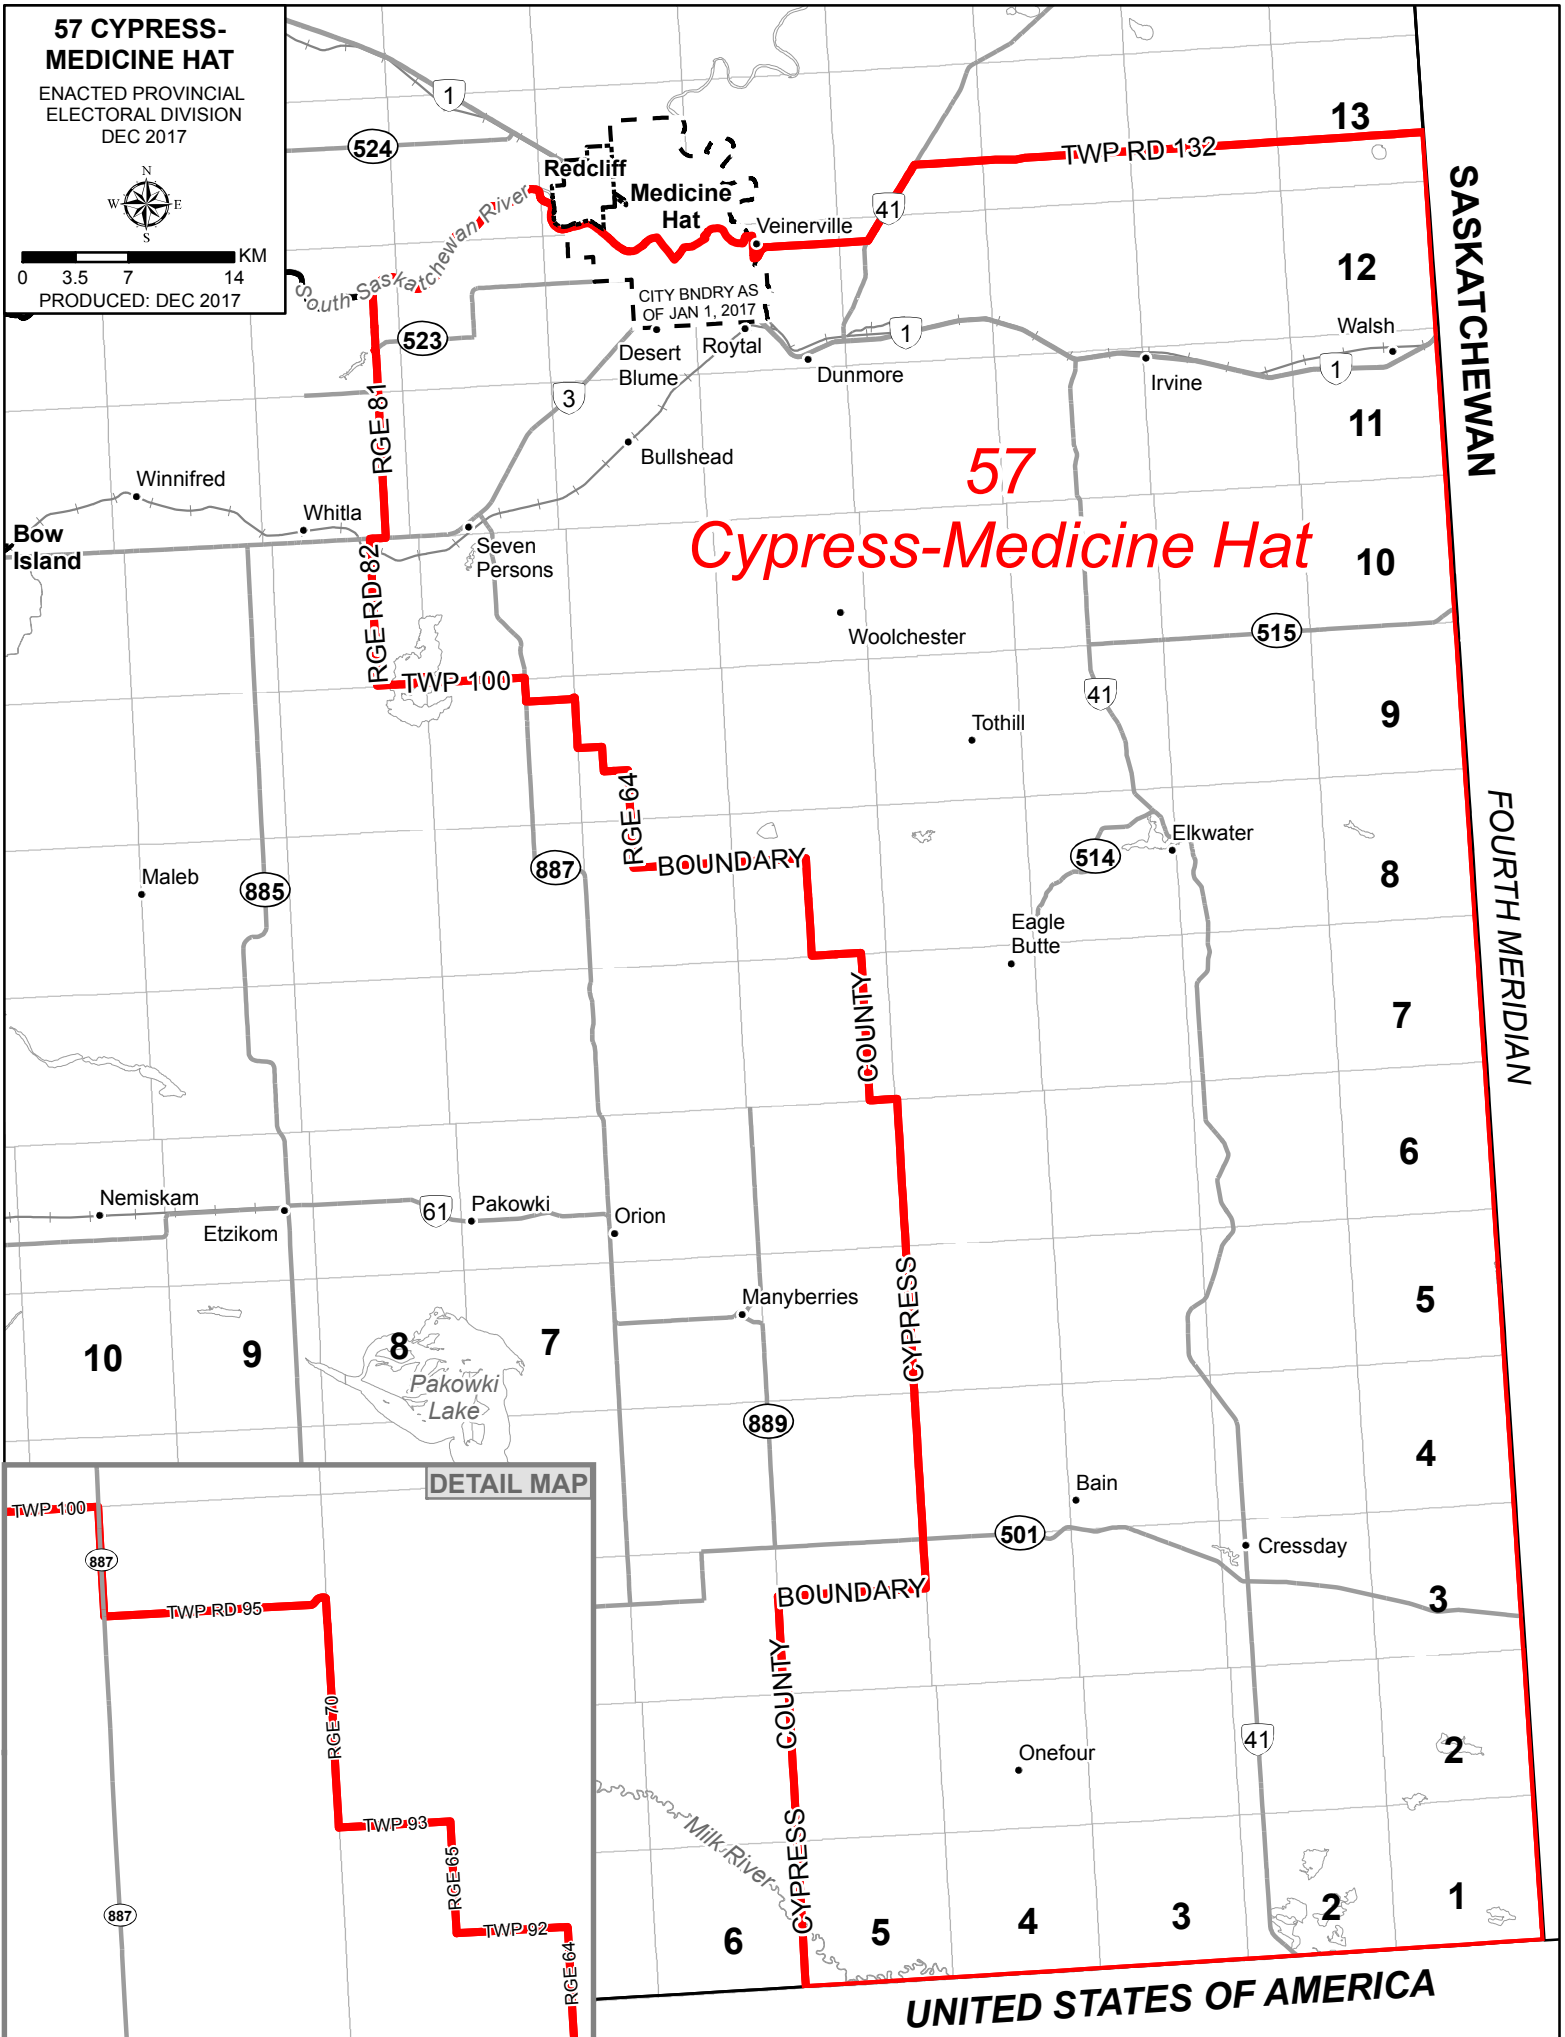 57 CYPRESS-
MEDICINE HAT
ENACTED PROVINCIAL
ELECTORAL DIVISION
DEC 2017
N
W E
S
KM
0 3.5 7 14
PRODUCED: DEC 2017
1
524
Redcliff
Medicine
Hat
Veinerville
41
TWP RD 132
13
SASKATCHEWAN
South Saskatchewan River
12
CITY BNDRY AS
OF JAN 1, 2017
523
Desert
Blume
Roytal
Dunmore
1
Irvine
Walsh
1
3
RGE 81
11
Bullshead
57
Cypress-Medicine Hat
Winnifred
Whitla
Bow
Island
Seven
Persons
RGE RD 82
10
Woolchester
515
TWP 100
41
9
Tothill
RGE 64
FOURTH MERIDIAN
Elkwater
514
BOUNDARY
887
Maleb
885
8
Eagle
Butte
COUNTY
7
6
Nemiskam
Etzikom
61
Pakowki
Orion
CYPRESS
5
Manyberries
10
9
8
7
Pakowki
Lake
889
4
Bain
501
Cressday
3
BOUNDARY
COUNTY
CYPRESS
41
2
Onefour
Milk River
6
5
4
3
2
1
UNITED STATES OF AMERICA
DETAIL MAP
TWP 100
887
TWP RD 95
RGE 70
TWP 93
RGE 65
887
TWP 92
RGE 64